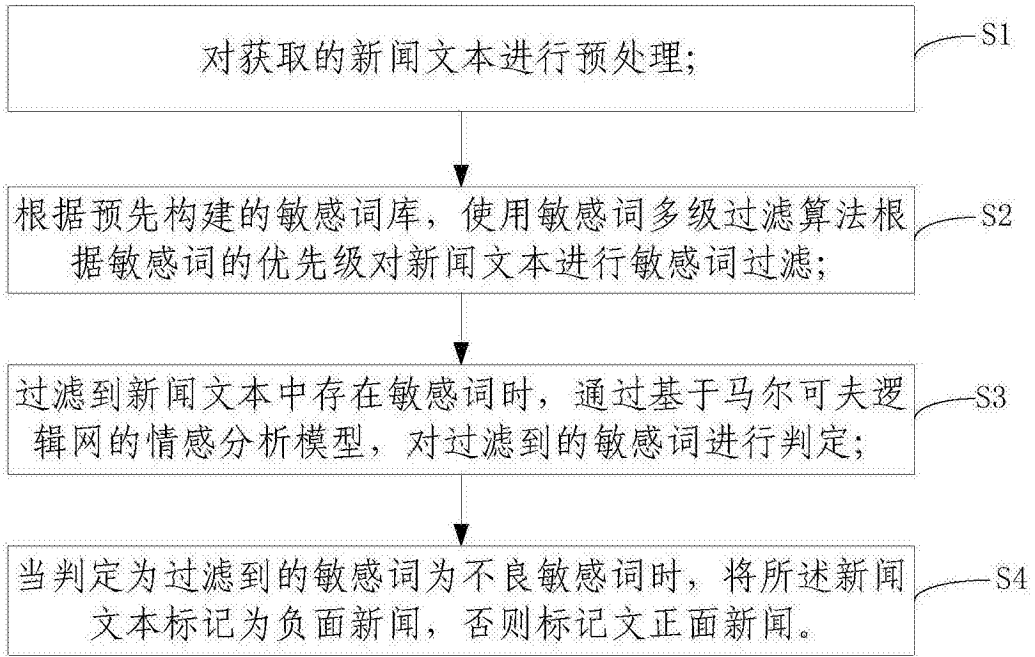 对获取的新闻文本进行预处理;
S1
根据预先构建的敏感词库，使用敏感词多级过滤算法根
据敏感词的优先级对新闻文本进行敏感词过滤;
S2
过滤到新闻文本中存在敏感词时，通过基于马尔可夫逻
辑网的情感分析模型，对过滤到的敏感词进行判定;
S3
当判定为过滤到的敏感词为不良敏感词时，将所述新闻
文本标记为负面新闻，否则标记文正面新闻。
S4